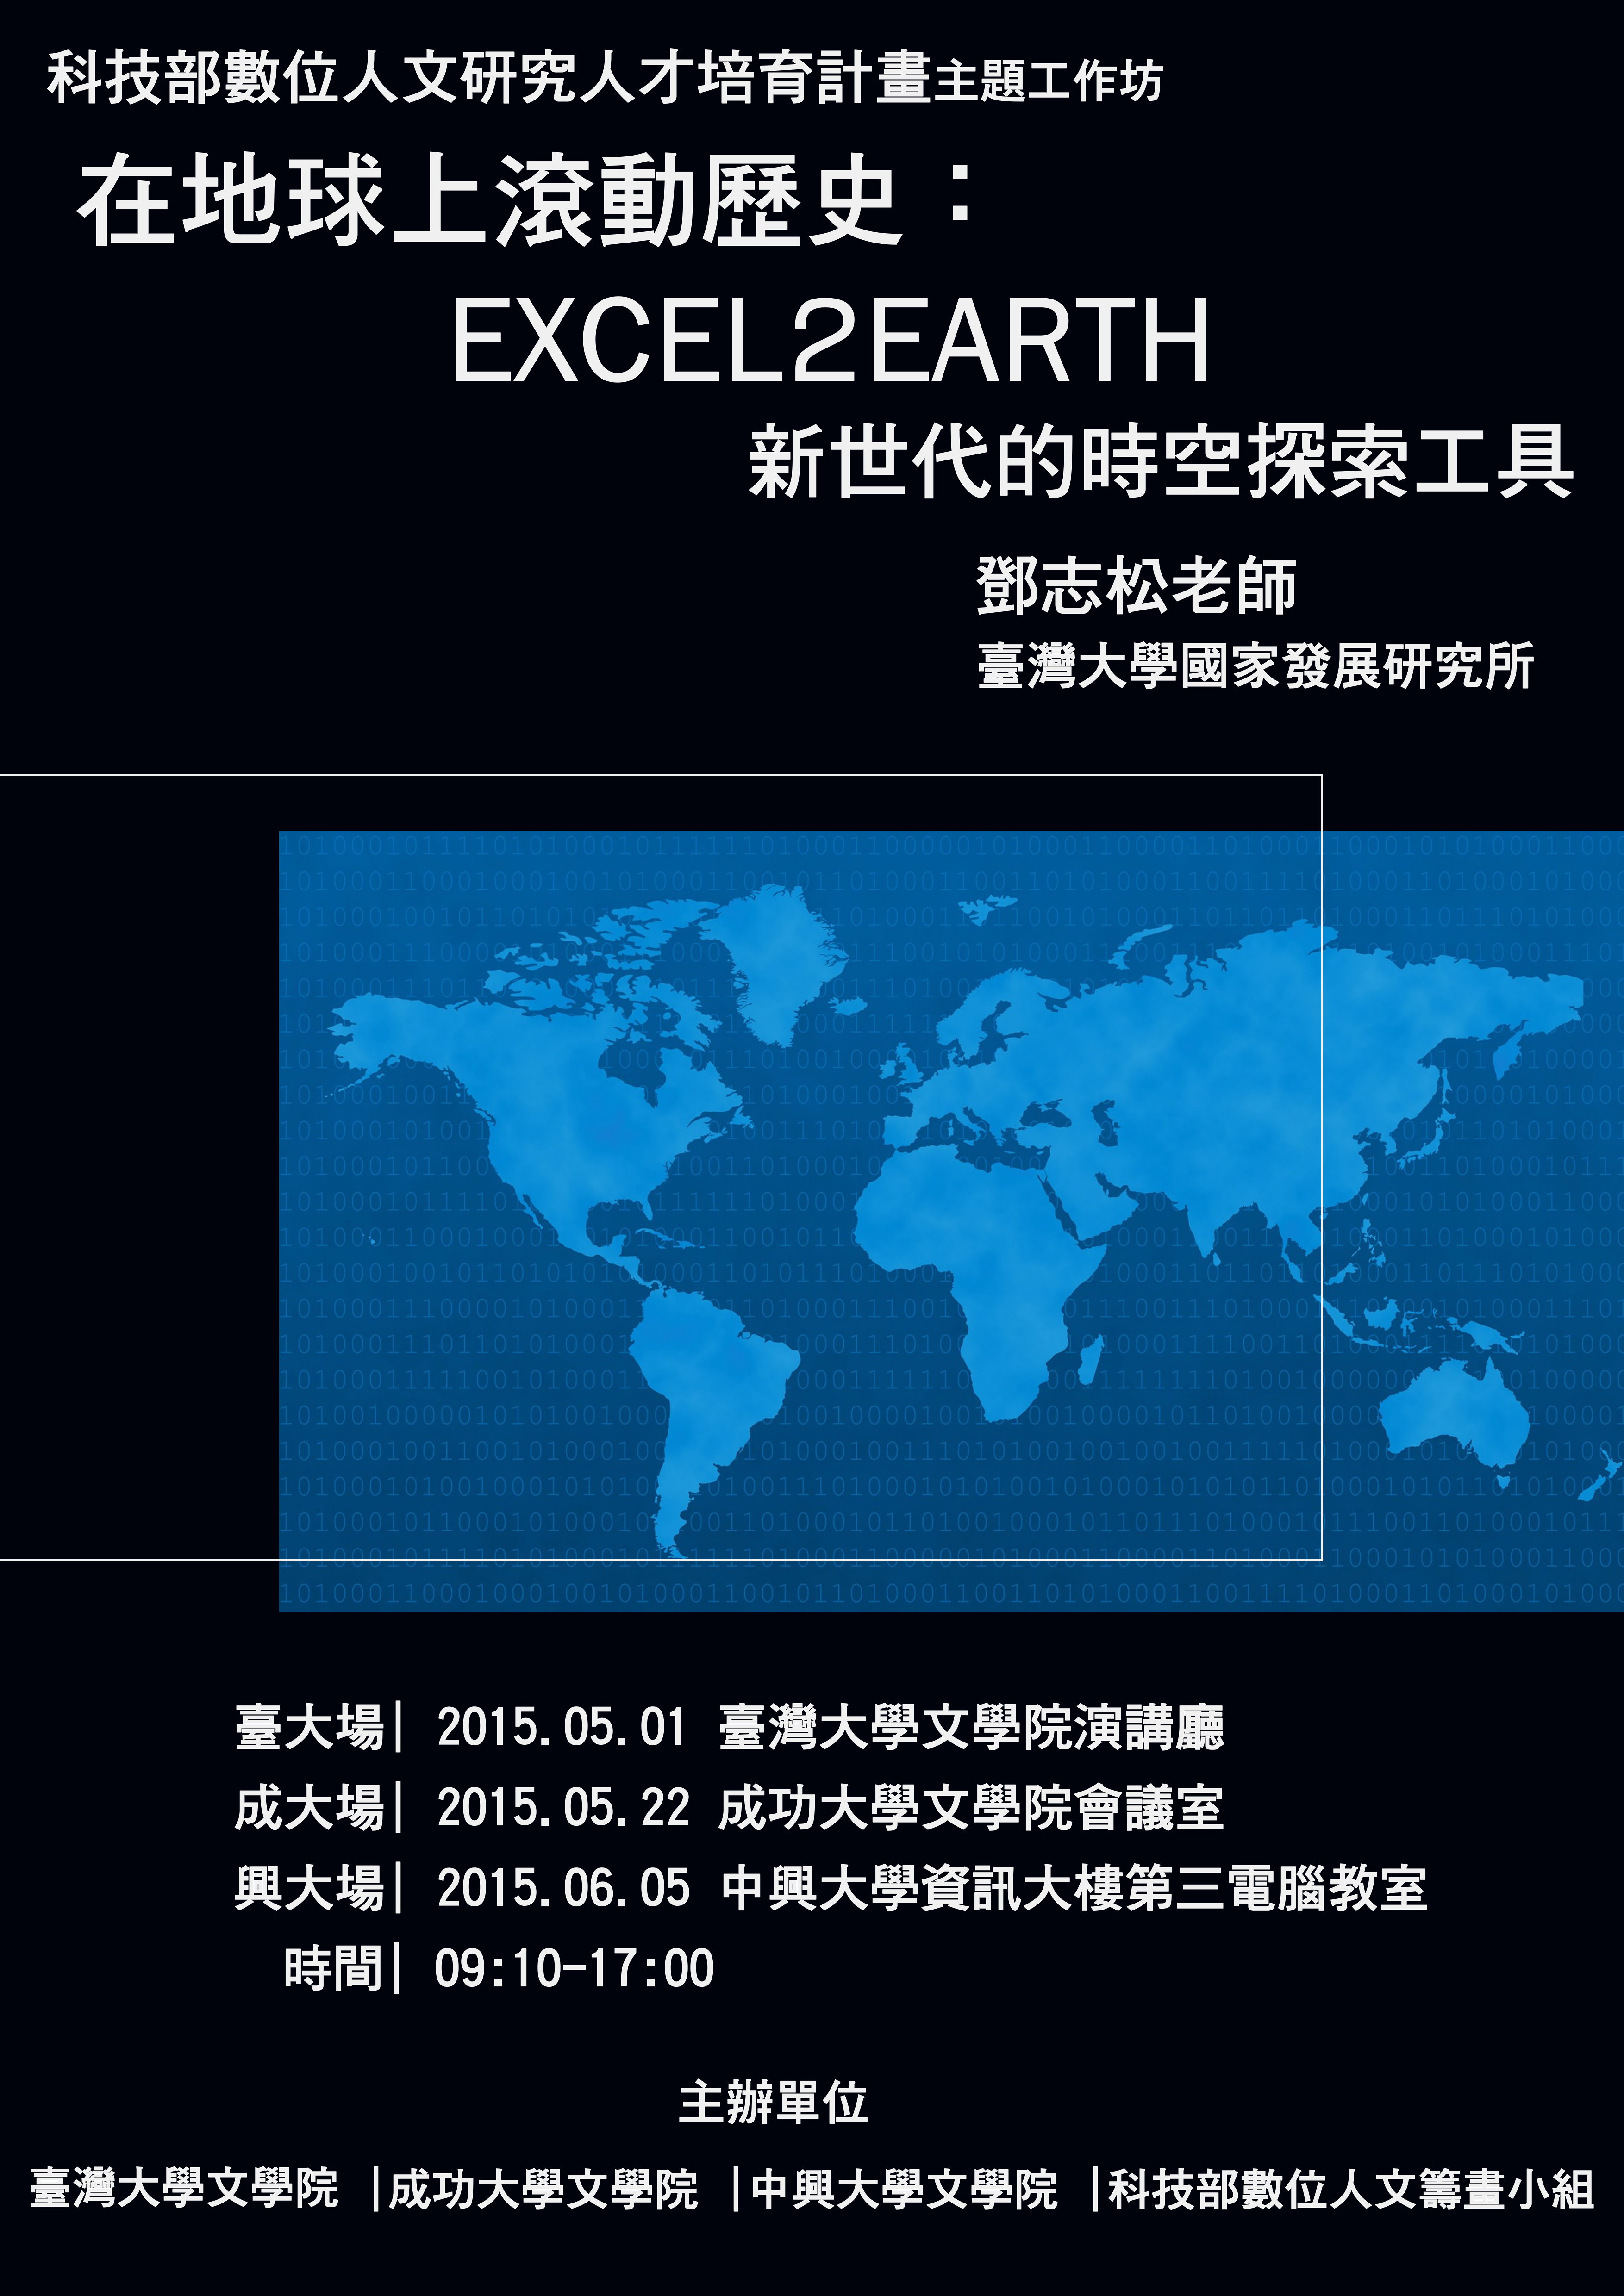 科技部數位人文研究人才培育計畫主題工作坊
在地球上滾動歷史：
EXCEL2EARTH
新世代的時空探索工具
鄧志松老師
臺灣大學國家發展研究所
臺大場| 2015.05.01 臺灣大學文學院演講廳
成大場| 2015.05.22 成功大學文學院會議室
興大場| 2015.06.05 中興大學資訊大樓第三電腦教室
時間| 09:10-17:00
主辦單位
臺灣大學文學院 |成功大學文學院 |中興大學文學院 |科技部數位人文籌畫小組